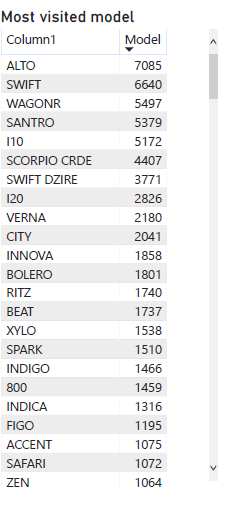 Most visited model
Column1 Model
ALTO 7085
SWIFT 6640
WAGONR 5497
SANTRO 5379
I10 5172
SCORPIO CRDE 4407
SWIFT DZIRE 3771
I20 2826
VERNA 2180
CITY 2041
INNOVA 1858
BOLERO 1801
RITZ 1740
BEAT 1737
XYLO 1538
SPARK 1510
INDIGO 1466
800 1459
INDICA 1316
FIGO 1195
ACCENT 1075
SAFARI 1072
ZEN 1064